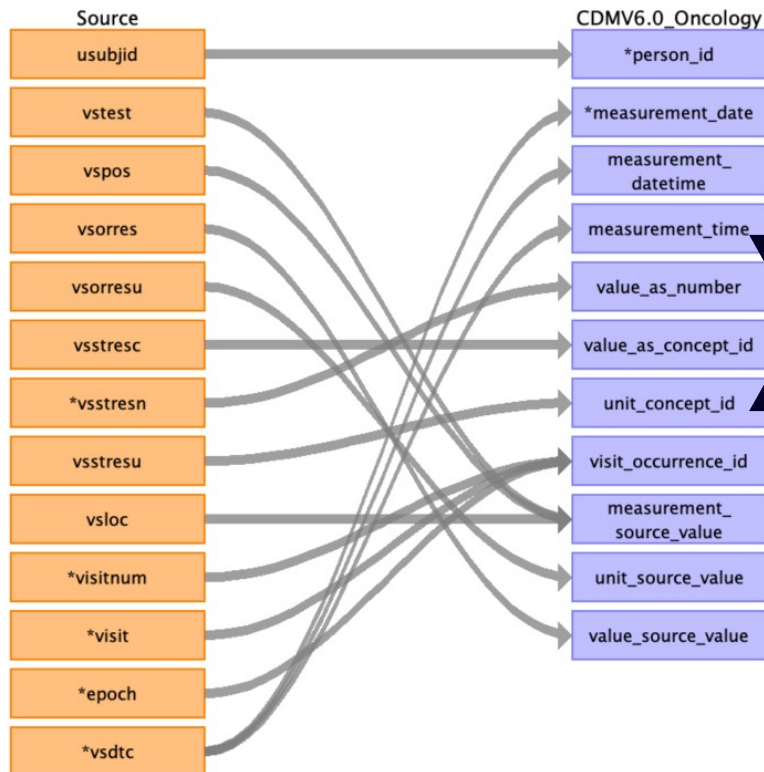 Source
CDMV6.0_Oncology
usubjid
*person_id
vstest
*measurement_date
vspos
measurement_
datetime
vsorres
measurement_time
vsorresu
value_as_number
vsstresc
value_as_concept_id
*vsstresn
unit_concept_id
vsstresu
visit_occurrence_id
vsloc
measurement_
source_value
*visitnum
unit_source_value
*visit
value_source_value
*epoch
*vsdtc